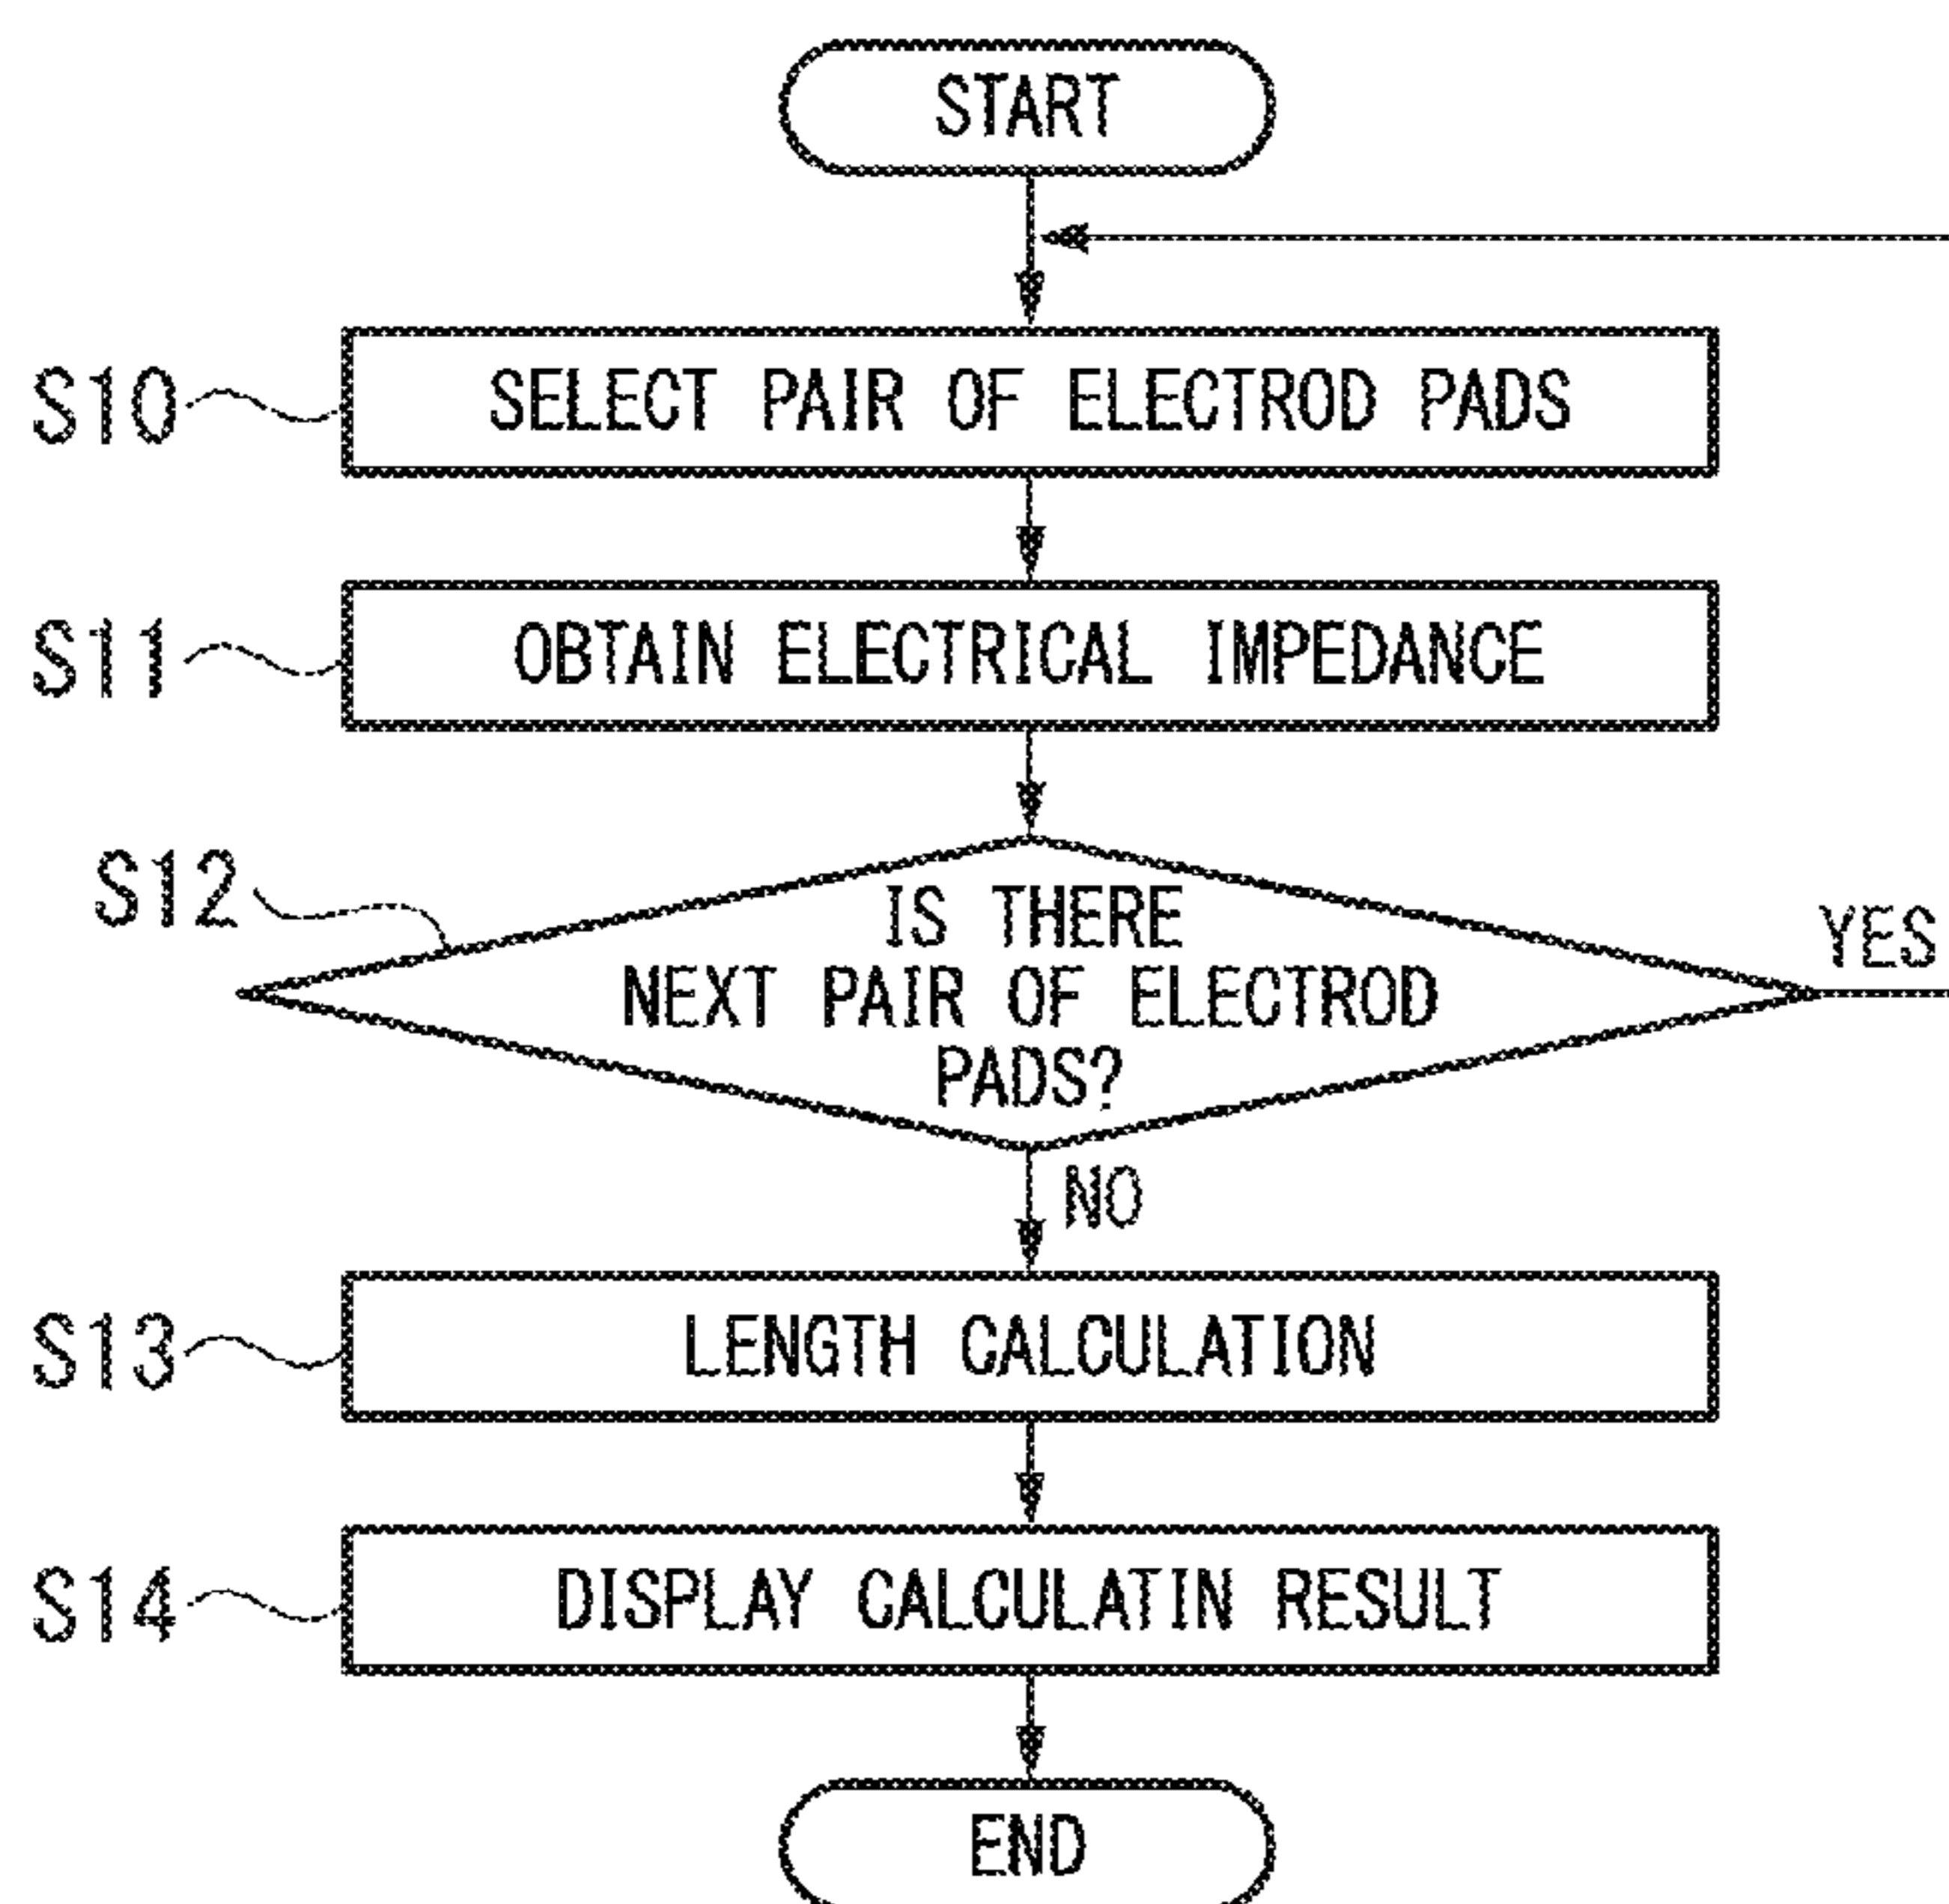 START
S10
SELECT PAIR OF ELECTROD PADS
S11
OBTAIN ELECTRICAL IMPEDANCE
S12
IS THERE
NEXT PAIR OF ELECTROD
PADS?
YES
NO
S13
LENGTH CALCULATION
S14
DISPLAY CALCULATIN RESULT
END